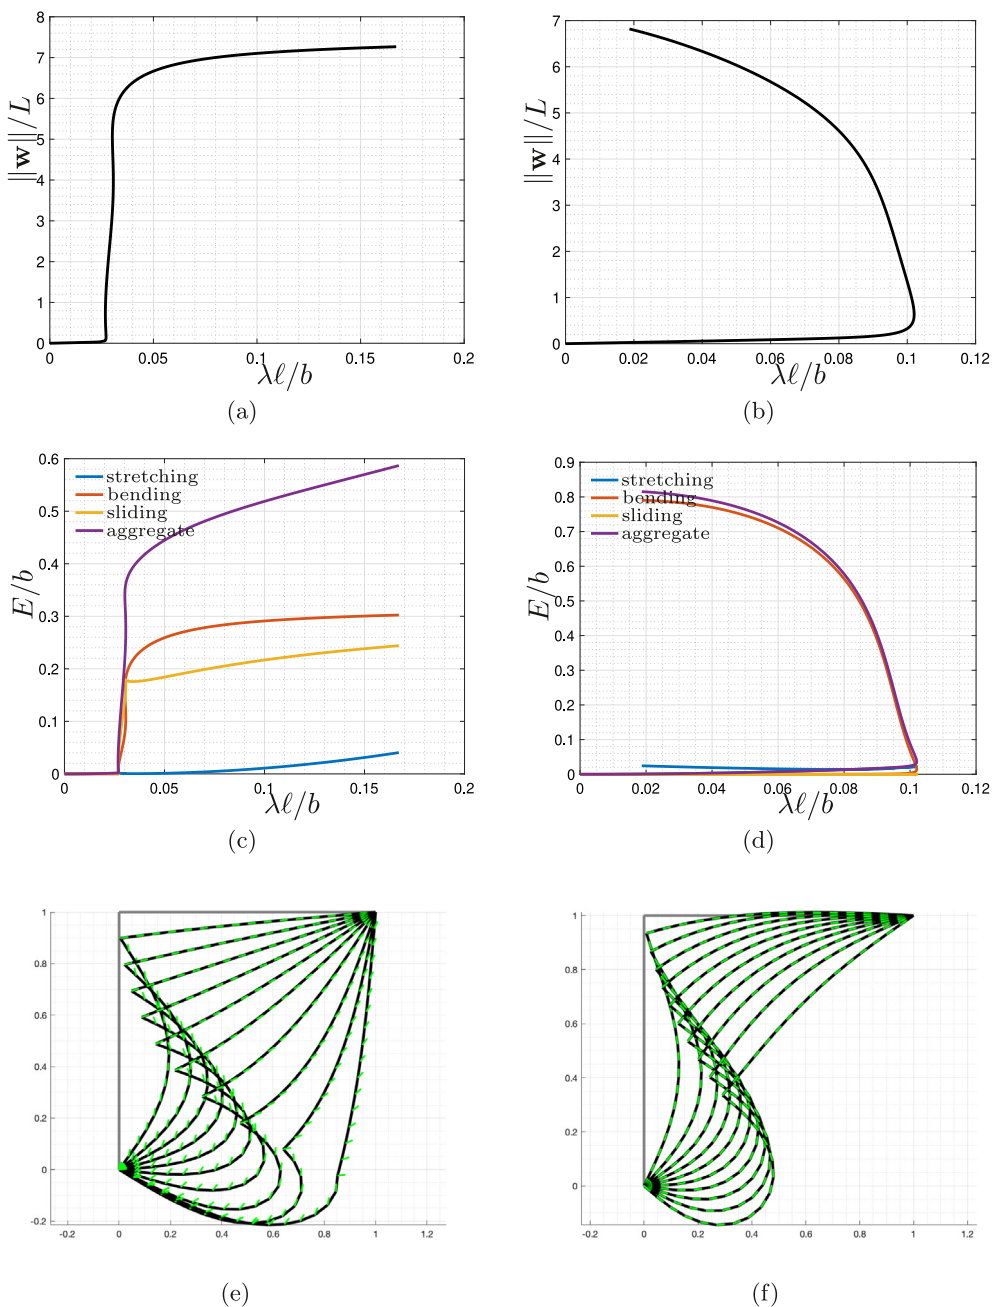 8
7
6
5
4
3
2
1
0
‖w‖/L
0 0.05 0.1 0.15 0.2
λℓ/b
(a)
7
6
5
4
3
2
1
0
‖w‖/L
0 0.02 0.04 0.06 0.08 0.1 0.12
λℓ/b
(b)
0.6
0.5
0.4
0.3
0.2
0.1
0
E/b
stretching
bending
sliding
aggregate
0 0.05 0.1 0.15 0.2
λℓ/b
(c)
0.9
0.8
0.7
0.6
0.5
0.4
0.3
0.2
0.1
0
E/b
stretching
bending
sliding
aggregate
0 0.02 0.04 0.06 0.08 0.1 0.12
λℓ/b
(d)
1
0.8
0.6
0.4
0.2
0
-0.2
-0.2 0 0.2 0.4 0.6 0.8 1 1.2
(e)
1
0.8
0.6
0.4
0.2
0
-0.2 0 0.2 0.4 0.6 0.8 1 1.2
(f)